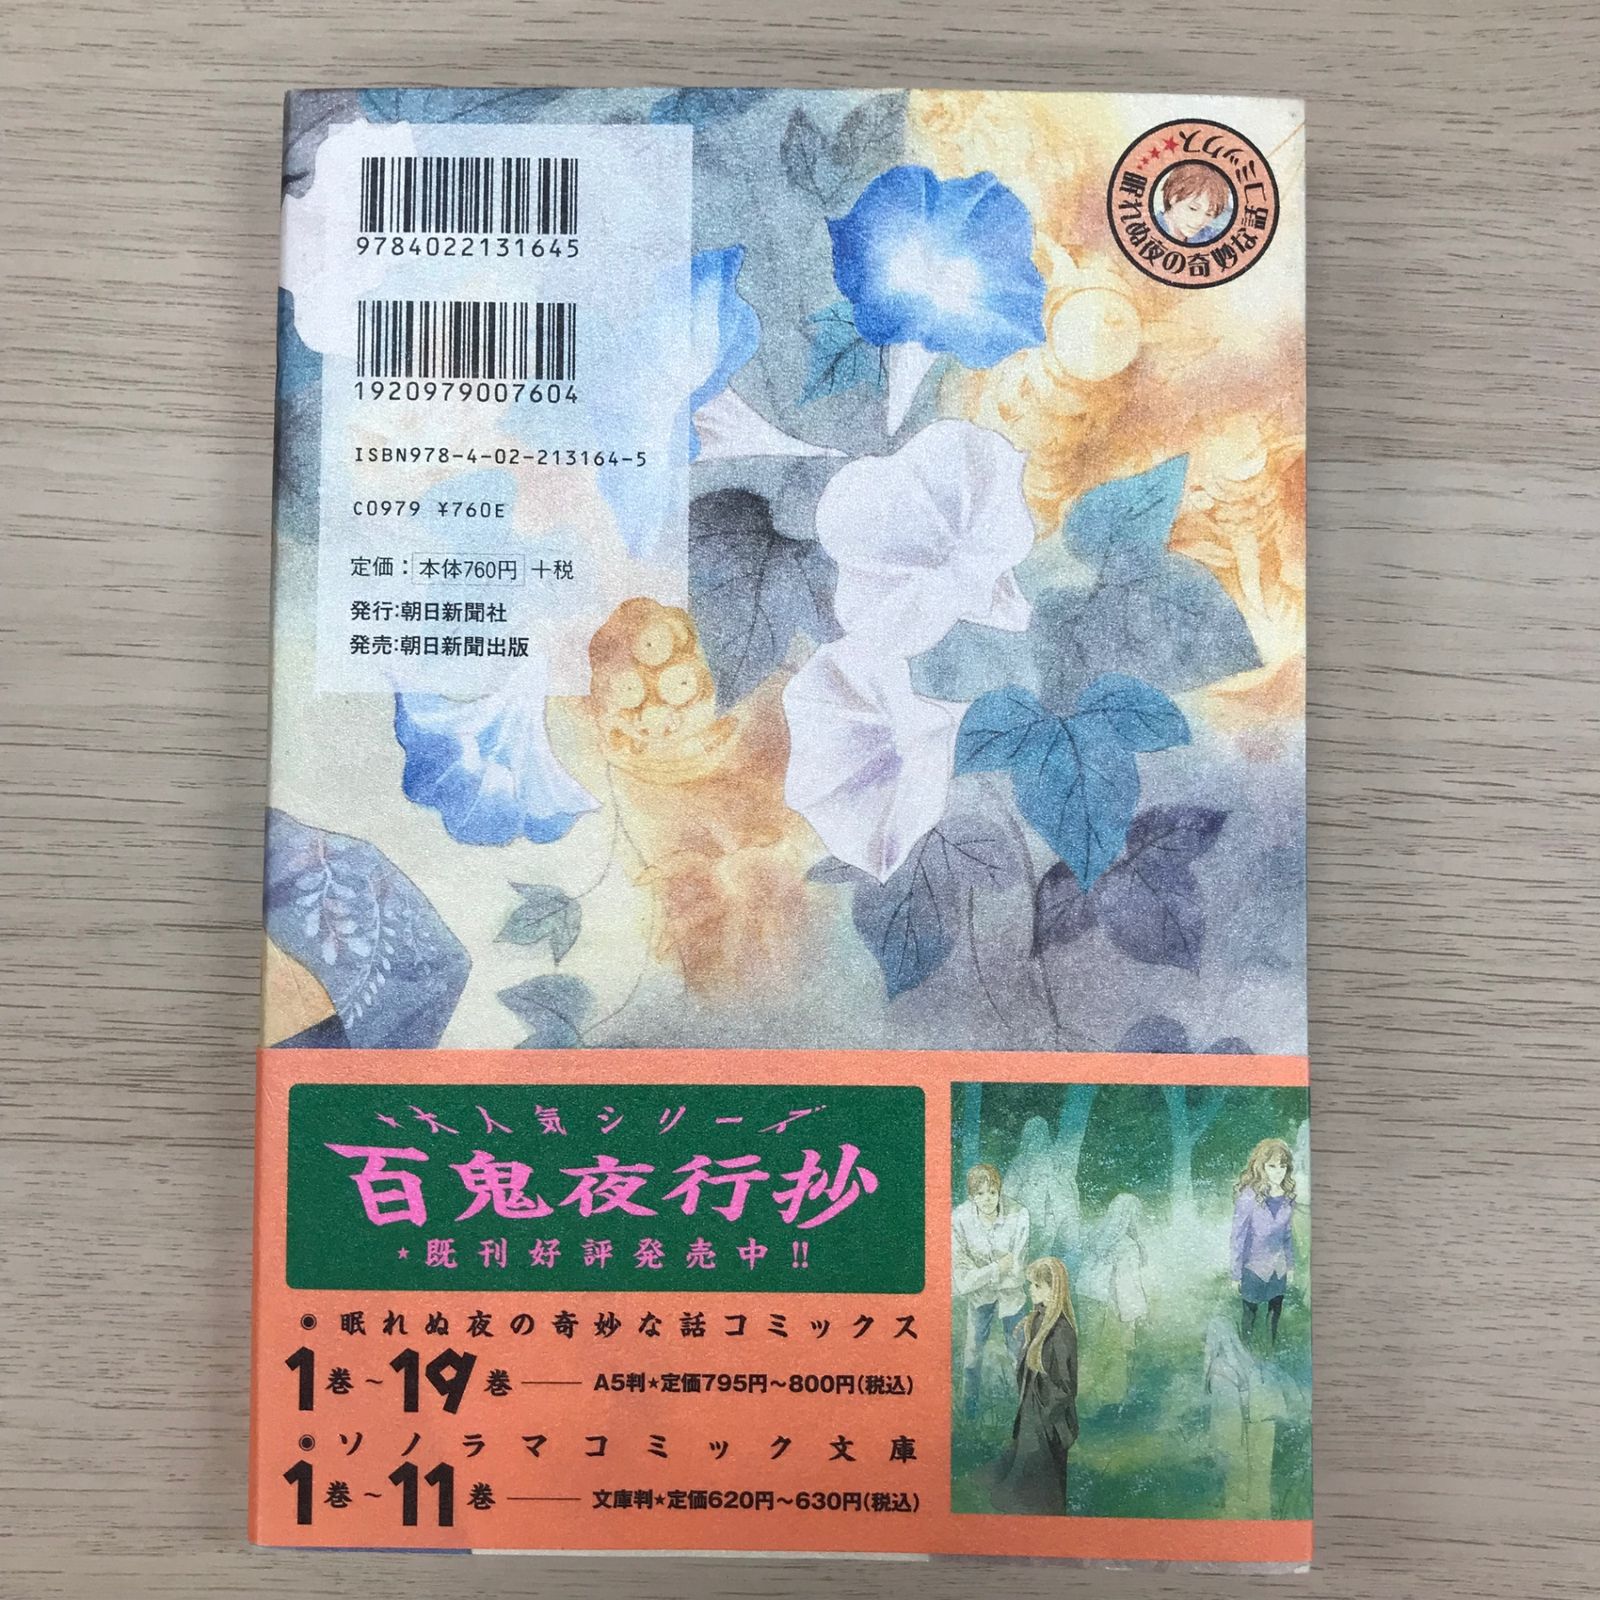 9784022131645
1920979007604
ISBN978-4-02-213164-5
C0979 ¥760E
定価：本体760円＋税
発行:朝日新聞社
発売:朝日新聞出版
眠れぬ夜の奇妙な話コミックス★★★★★
★大人気シリーズ
百鬼夜行抄
★既刊好評発売中!!
◉眠れぬ夜の奇妙な話コミックス
1巻~19巻――A5判★定価795円~800円(税込)
◉ソノラマコミック文庫
1巻~11巻――文庫判★定価620円~630円(税込)